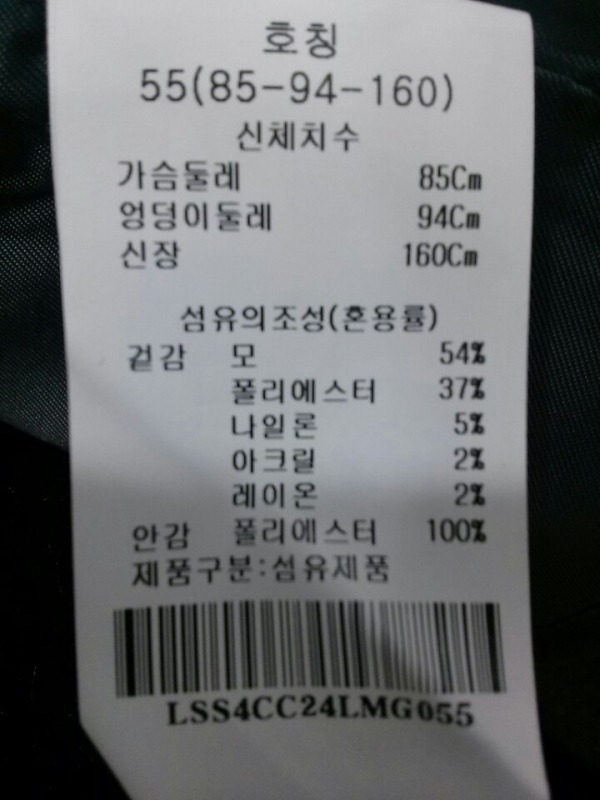 호칭
55(85-94-160)
신체치수
가슴둘레 85Cm
엉덩이둘레 94Cm
신장 160Cm
섬유의조성(혼용률)
겉감 모 54%
폴리에스터 37%
나일론 5%
아크릴 2%
레이온 2%
안감 폴리에스터 100%
제품구분:섬유제품
LSS4CC24LMG055